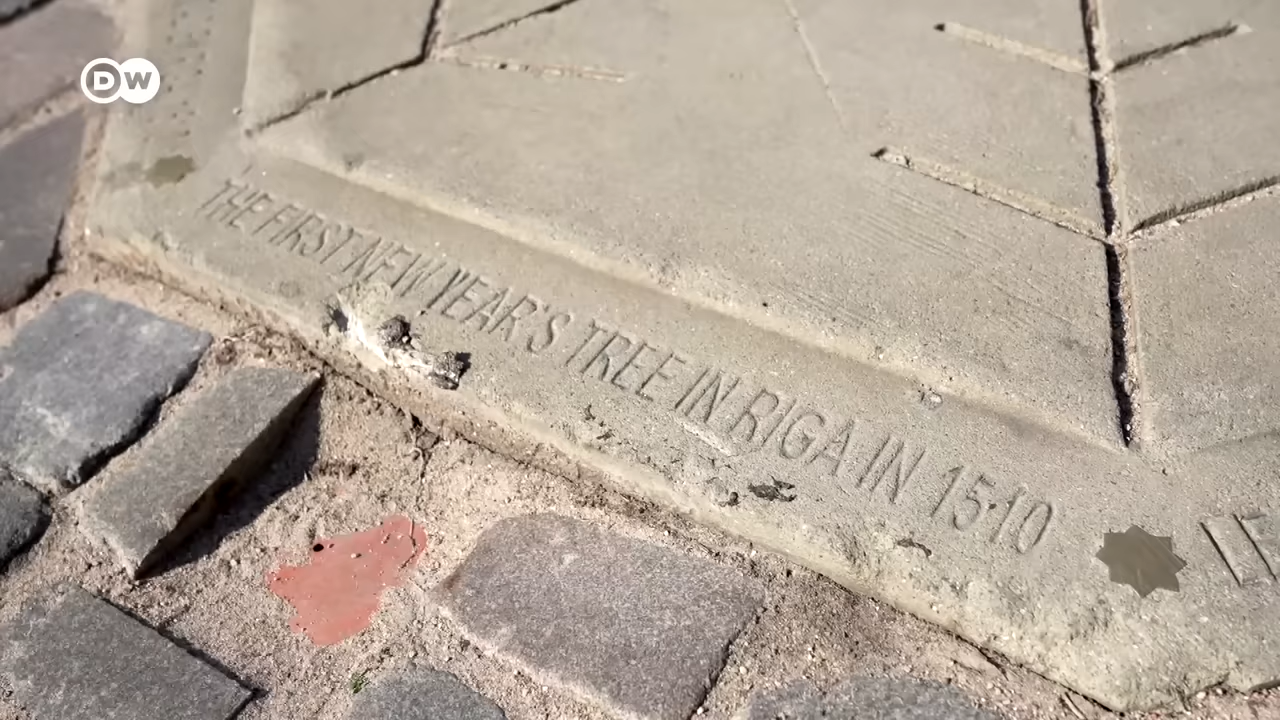 DW
THE FIRST NEW YEAR'S TREE IN RIGA IN 1510